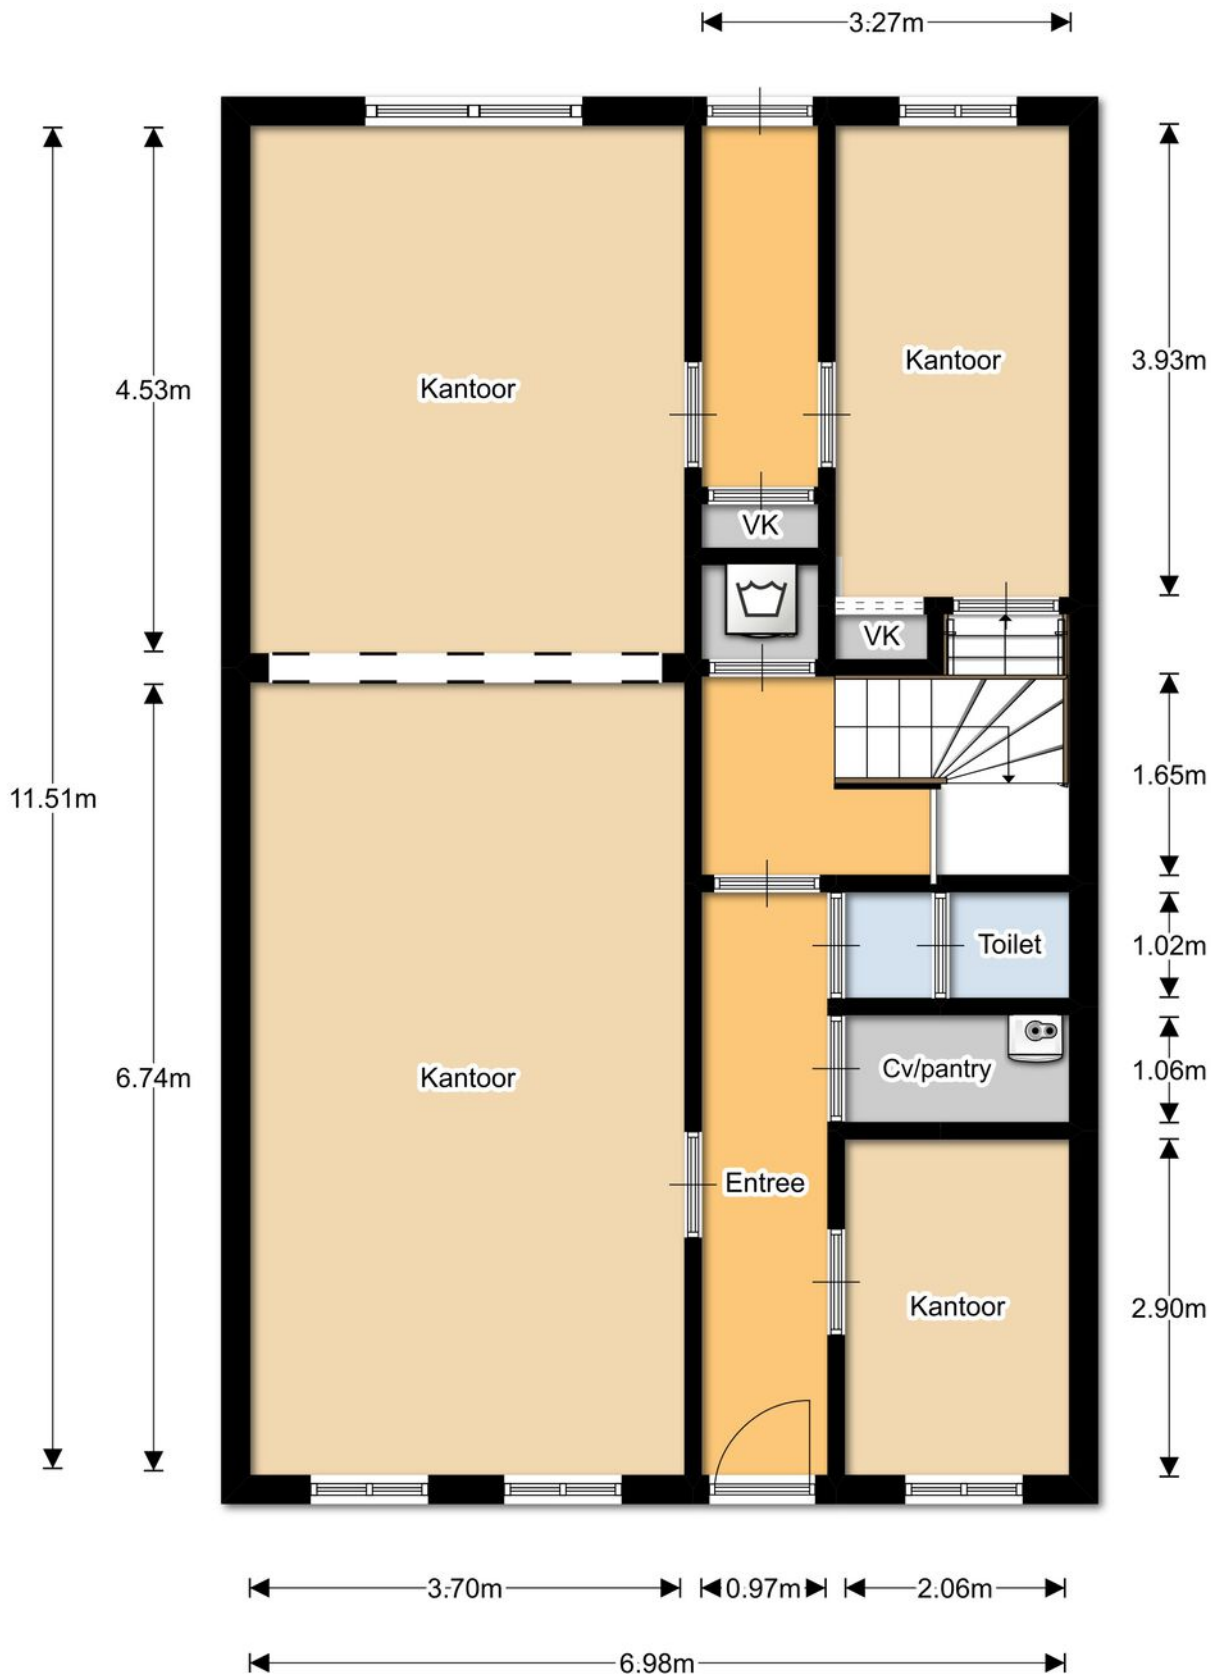 3.27m
Kantoor
Kantoor
3.93m
4.53m
VK
VK
1.65m
11.51m
Toilet
1.02m
Cv/pantry
1.06m
Kantoor
6.74m
Entree
Kantoor
2.90m
3.70m
0.97m
2.06m
6.98m